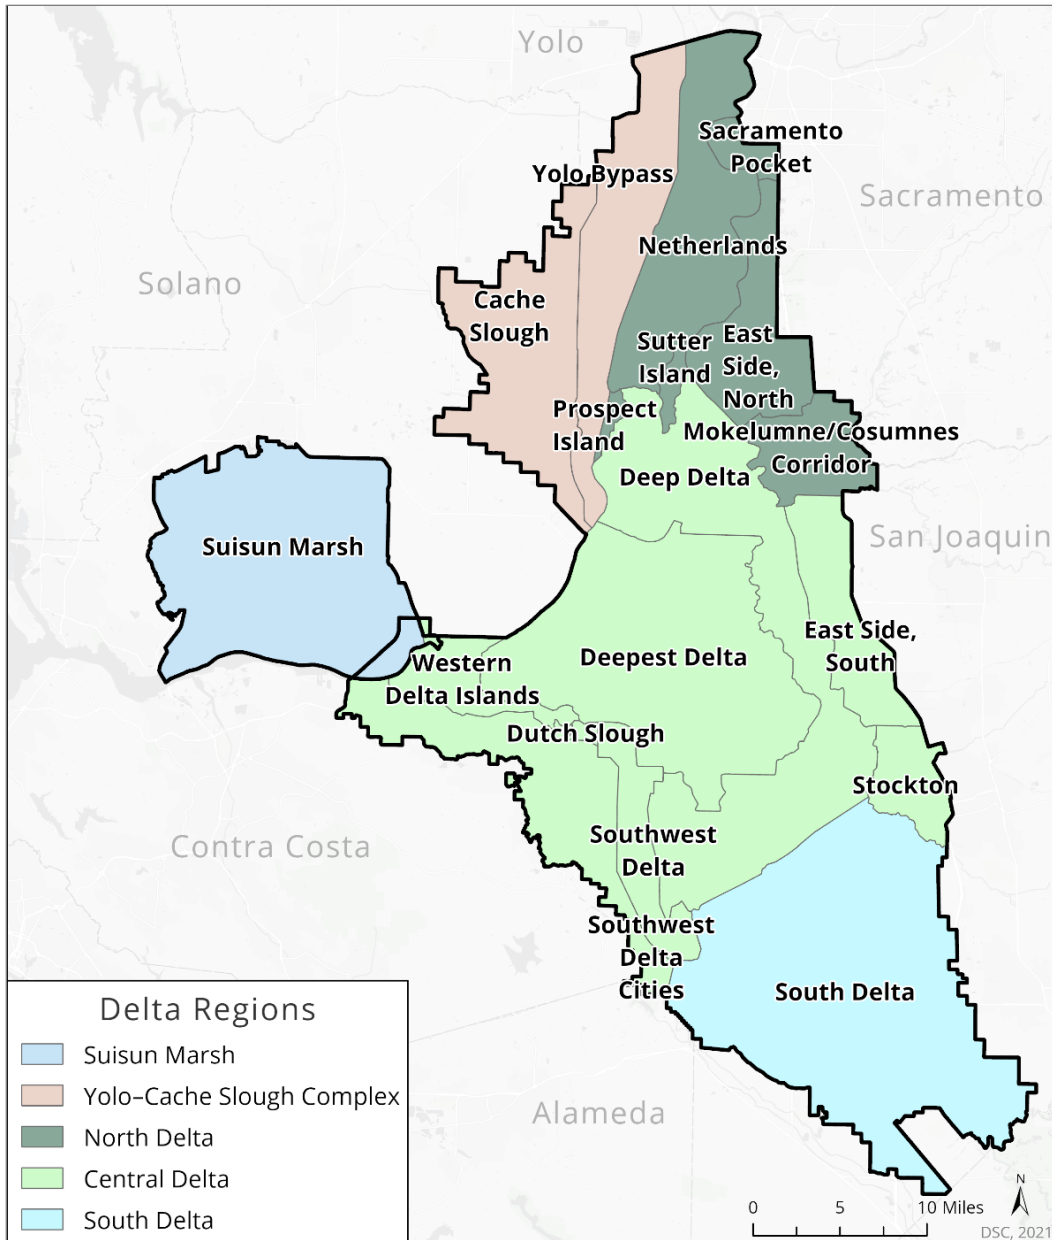 Yolo
Sacramento
Pocket
Yolo Bypass
Sacramento
Netherlands
Solano
Cache
Slough
East
Side,
North
Sutter
Island
Prospect
Island
Mokelumne/Cosumnes
Corridor
Deep Delta
San Joaquin
Suisun Marsh
East Side,
South
Deepest Delta
Western
Delta Islands
Dutch Slough
Stockton
Contra Costa
Southwest
Delta
Southwest
Delta
Cities
South Delta
Alameda
Delta Regions
Suisun Marsh
Yolo–Cache Slough Complex
North Delta
Central Delta
South Delta
0 5 10 Miles
N
DSC, 2021